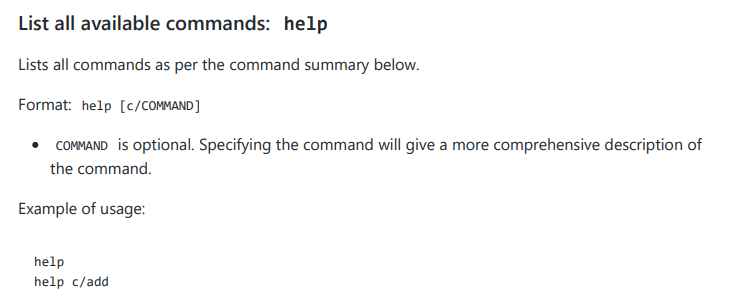 List all available commands: help
Lists all commands as per the command summary below.
Format: help [c/COMMAND]
• COMMAND is optional. Specifying the command will give a more comprehensive description of
the command.
Example of usage:
help
help c/add